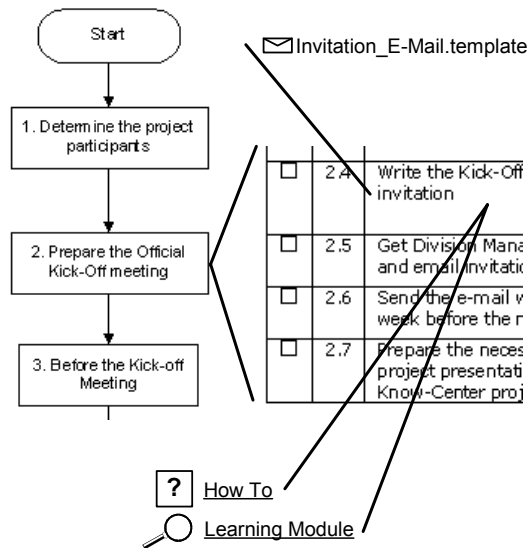 Start
Invitation_E-Mail.template
1. Determine the project
participants
2.4 Write the Kick-Off
invitation
2. Prepare the Official
Kick-Off meeting
2.5 Get Division Mana
and email invitatio
2.6 Send the e-mail w
week before the n
2.7 Prepare the neces
project presentati
Know-Center proj
3. Before the Kick-off
Meeting
? How To
Learning Module